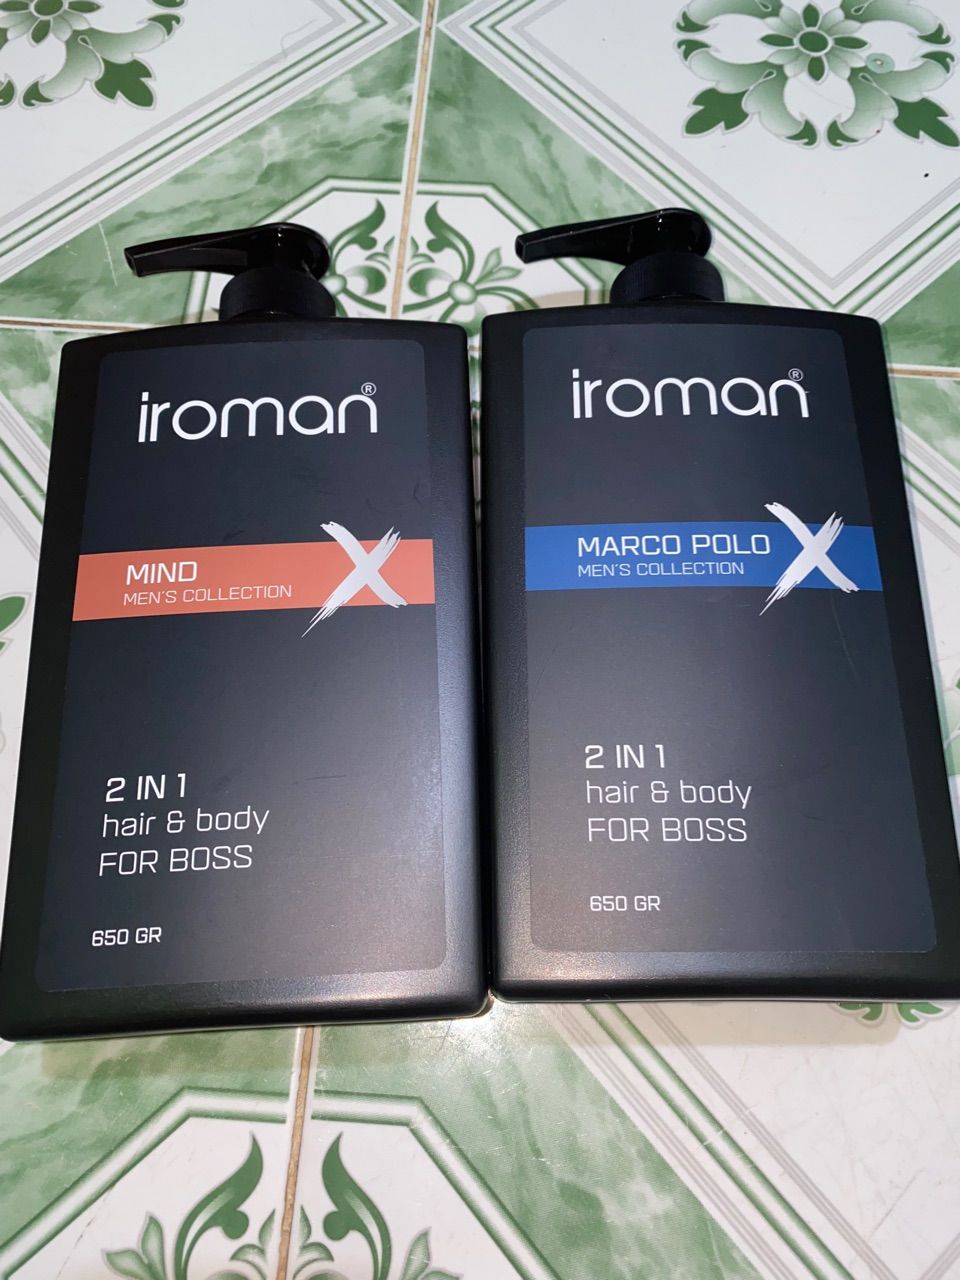 iroman®
MIND
MEN'S COLLECTION
X
2 IN 1
hair & body
FOR BOSS
650 GR
iroman®
MARCO POLO
MEN'S COLLECTION
X
2 IN 1
hair & body
FOR BOSS
650 GR